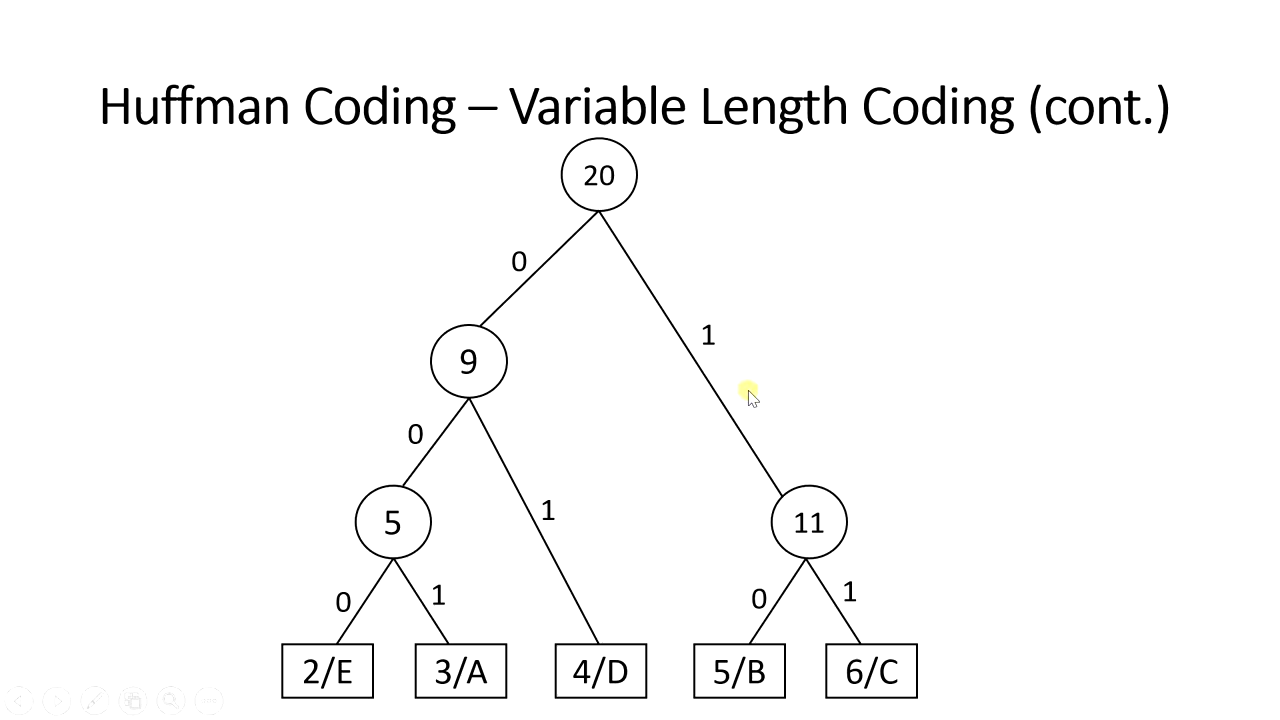 Huffman Coding – Variable Length Coding (cont.)
20
0
1
9
0
1
5
11
0
1
0
1
2/E
3/A
4/D
5/B
6/C